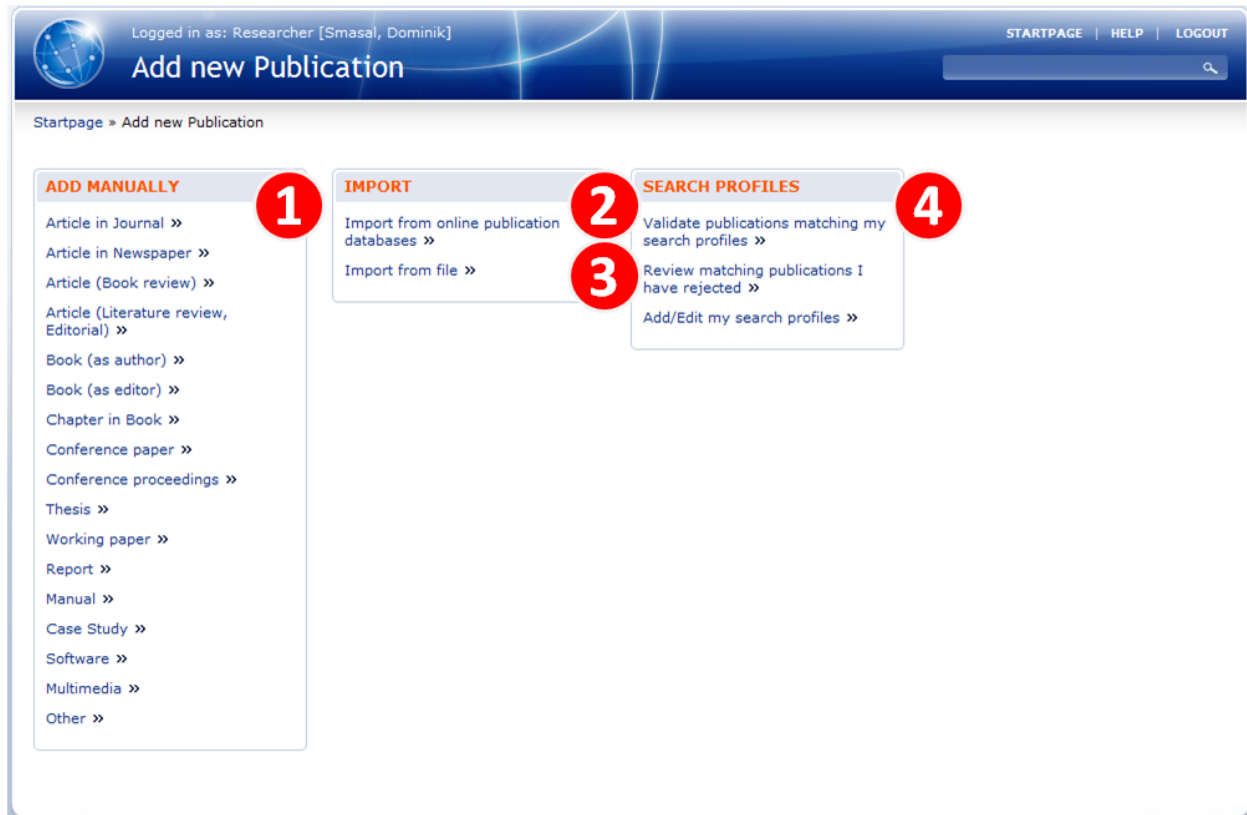 Logged in as: Researcher [Smasal, Dominik]
STARTPAGE | HELP | LOGOUT
Add new Publication
Startpage » Add new Publication
ADD MANUALLY
1
Article in Journal »
Article in Newspaper »
Article (Book review) »
Article (Literature review,
Editorial) »
Book (as author) »
Book (as editor) »
Chapter in Book »
Conference paper »
Conference proceedings »
Thesis »
Working paper »
Report »
Manual »
Case Study »
Software »
Multimedia »
Other »
IMPORT
2
Import from online publication
databases »
Import from file »
3
SEARCH PROFILES
4
Validate publications matching my
search profiles »
Review matching publications I
have rejected »
Add/Edit my search profiles »